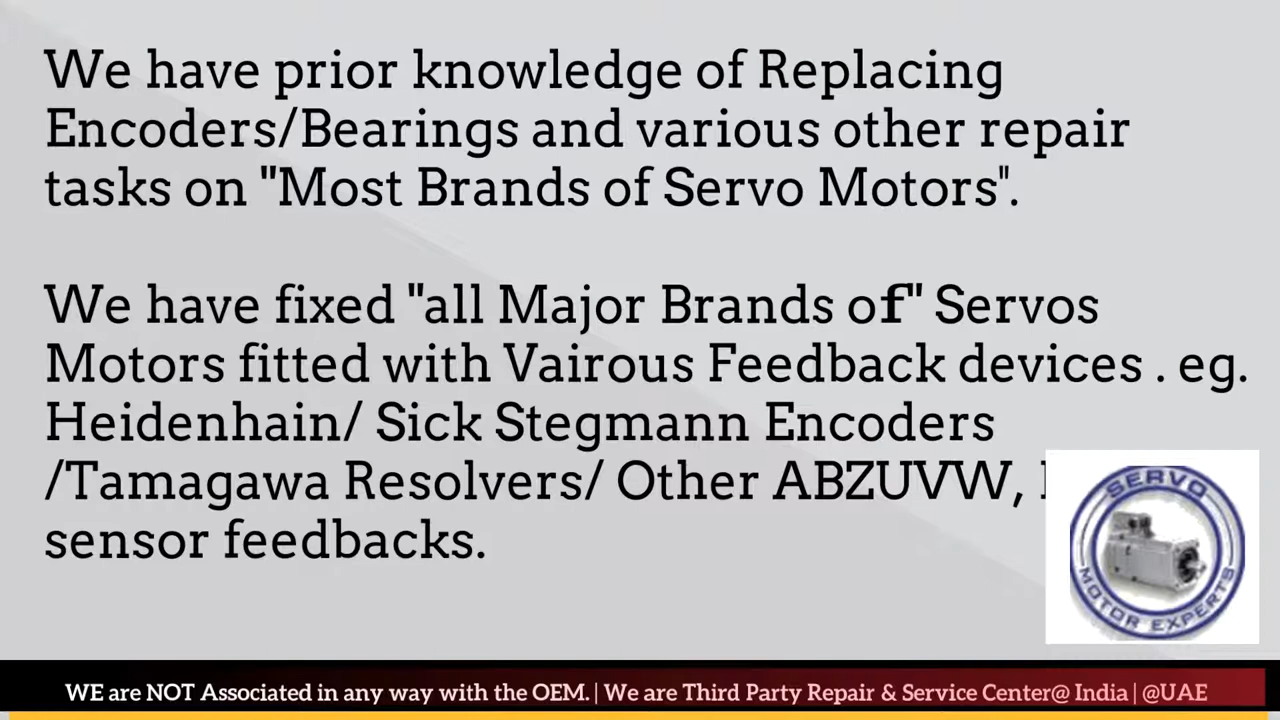 We have prior knowledge of Replacing
Encoders/Bearings and various other repair
tasks on "Most Brands of Servo Motors".
We have fixed "all Major Brands of" Servos
Motors fitted with Vairous Feedback devices . eg.
Heidenhain/ Sick Stegmann Encoders
/Tamagawa Resolvers/ Other ABZUVW,
sensor feedbacks.
SERVO
MOTOR EXPERTS
WE are NOT Associated in any way with the OEM. | We are Third Party Repair & Service Center@ India | @UAE